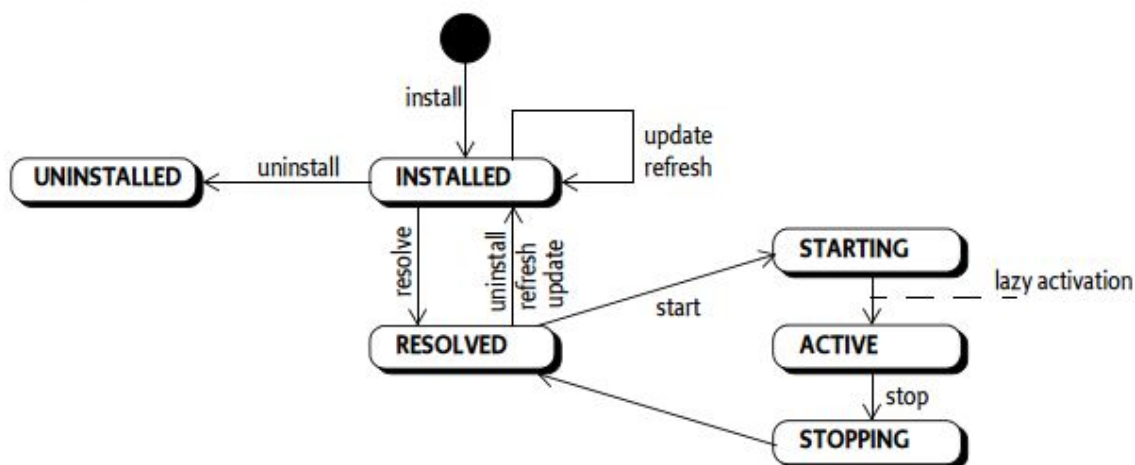 install
update
refresh
UNINSTALLED
uninstall
INSTALLED
resolve
uninstall
refresh
update
STARTING
lazy activation
start
RESOLVED
ACTIVE
stop
STOPPING